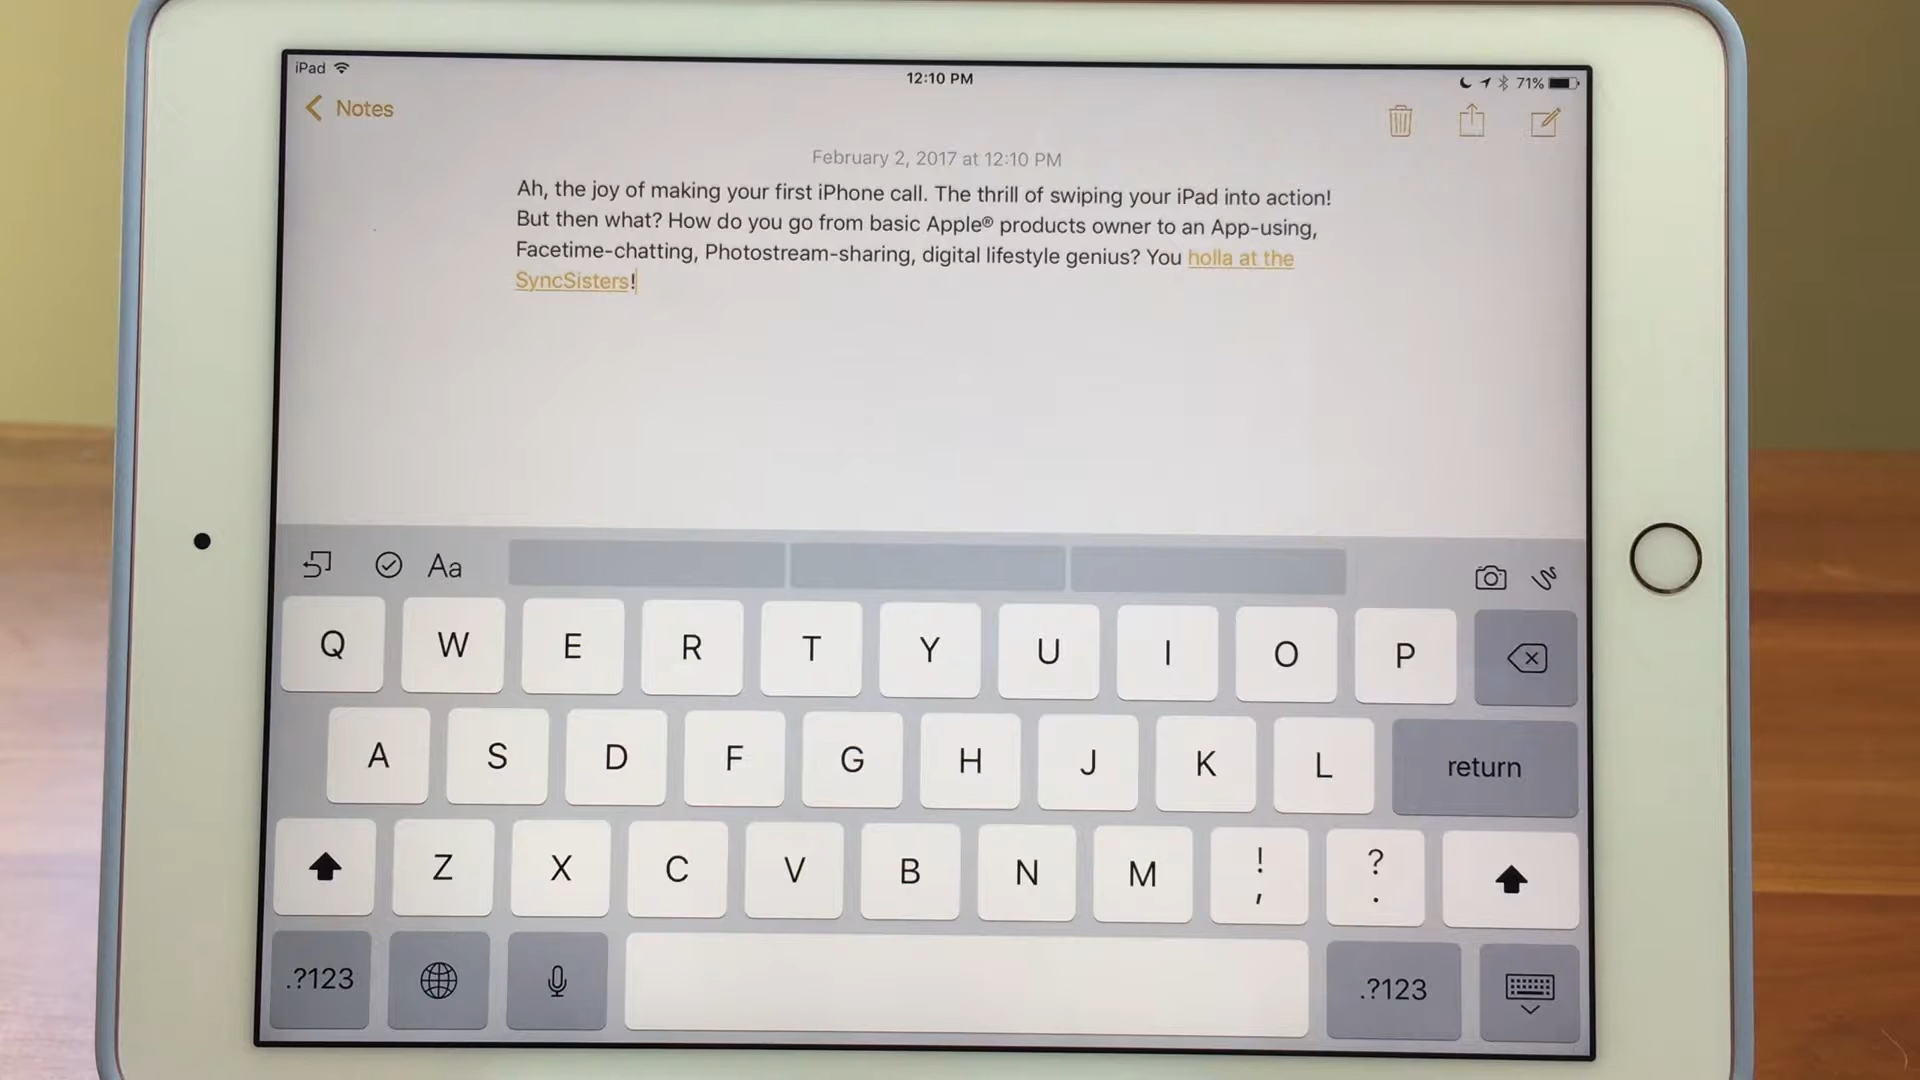 iPad
12:10 PM
71%
Notes
February 2, 2017 at 12:10 PM
Ah, the joy of making your first iPhone call. The thrill of swiping your iPad into action!
But then what? How do you go from basic Apple® products owner to an App-using,
Facetime-chatting, Photostream-sharing, digital lifestyle genius? You holla at the
SyncSisters!
Aa
Q W E R T Y U I O P
A S D F G H J K L return
Z X C V B N M ! , ? .
.?123 .?123